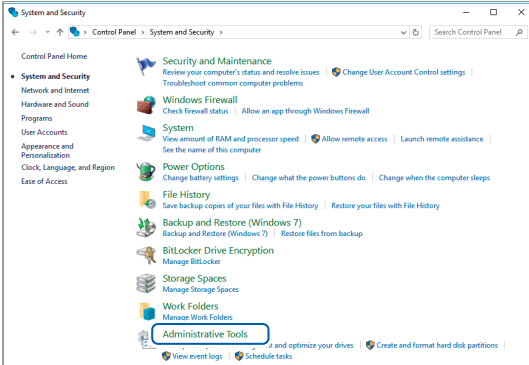 System and Security
Control Panel > System and Security >
Search Control Panel
Control Panel Home
System and Security
Network and Internet
Hardware and Sound
Programs
User Accounts
Appearance and
Personalization
Clock, Language, and Region
Ease of Access
Security and Maintenance
Review your computer's status and resolve issues | Change User Account Control settings |
Troubleshoot common computer problems
Windows Firewall
Check firewall status | Allow an app through Windows Firewall
System
View amount of RAM and processor speed | Allow remote access | Launch remote assistance |
See the name of this computer
Power Options
Change battery settings | Change what the power buttons do | Change when the computer sleeps
File History
Save backup copies of your files with File History | Restore your files with File History
Backup and Restore (Windows 7)
Backup and Restore (Windows 7) | Restore files from backup
BitLocker Drive Encryption
Manage BitLocker
Storage Spaces
Manage Storage Spaces
Work Folders
Manage Work Folders
Administrative Tools
and optimize your drives | Create and format hard disk partitions |
View event logs | Schedule tasks